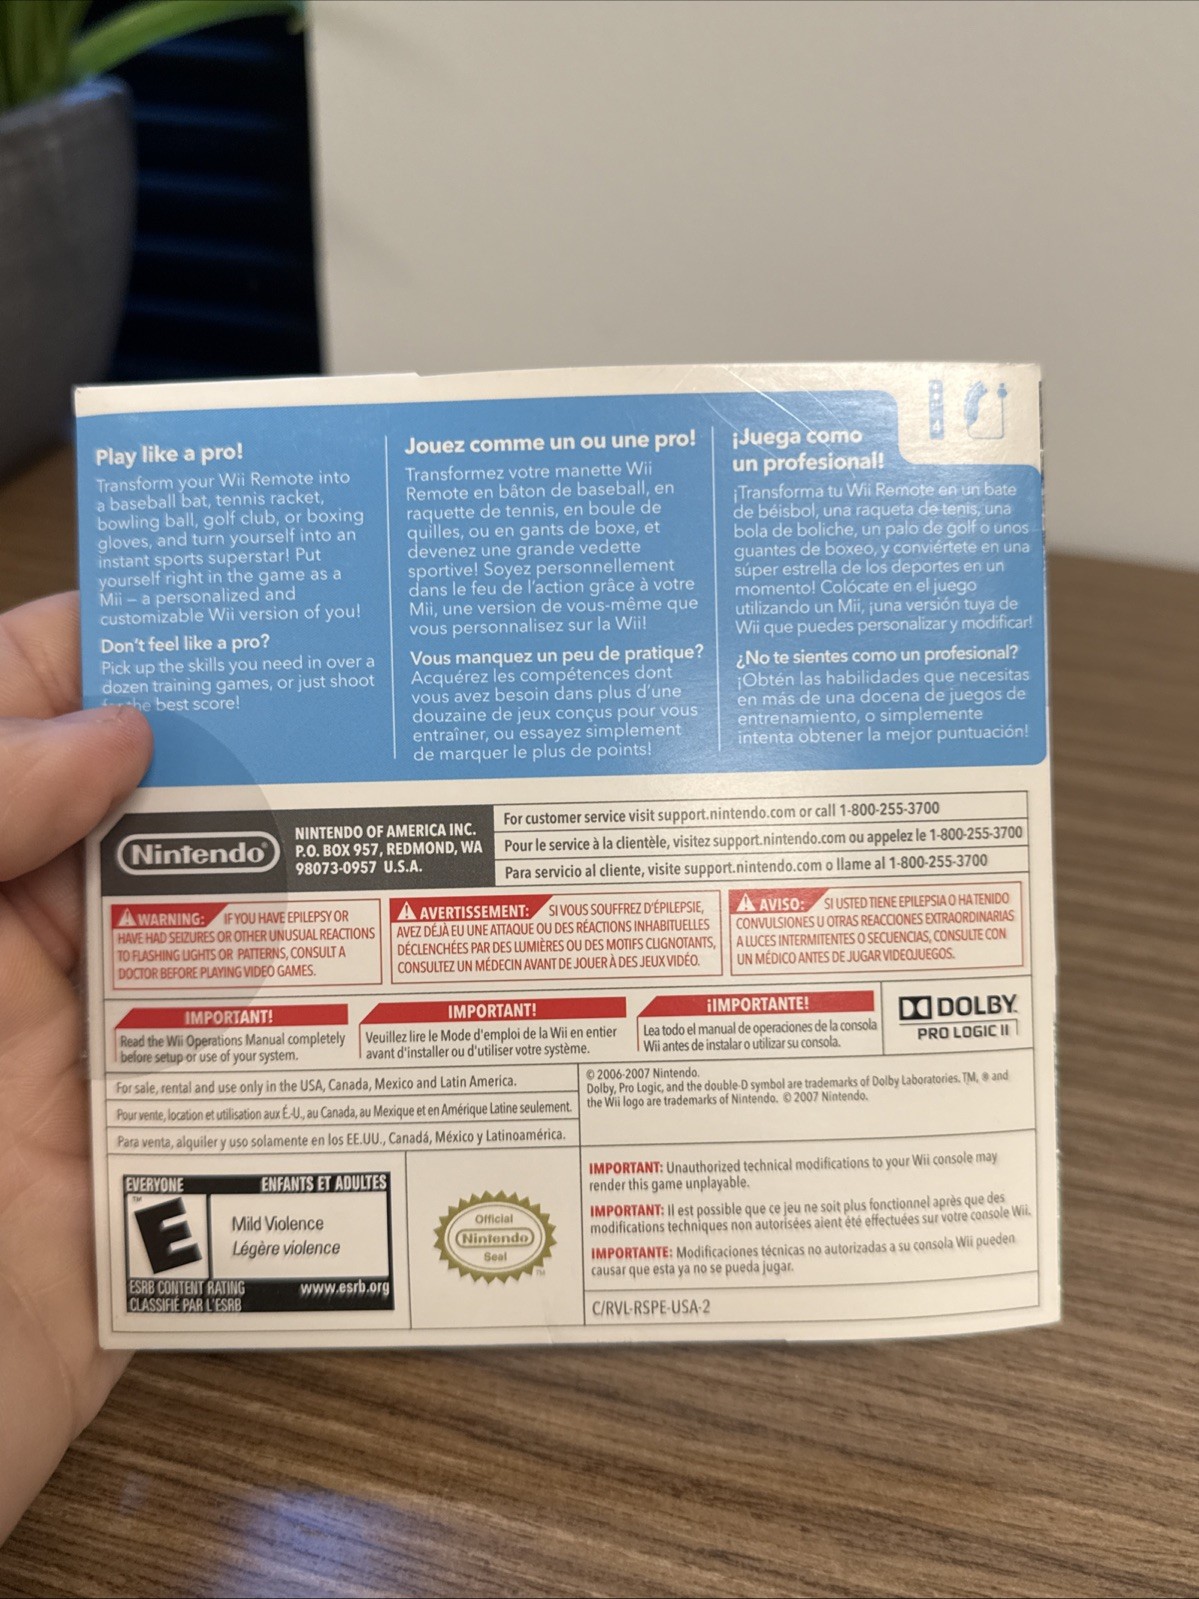 Play like a pro!
Transform your Wii Remote into
a baseball bat, tennis racket,
bowling ball, golf club, or boxing
gloves, and turn yourself into an
instant sports superstar! Put
yourself right in the game as a
Mii – a personalized and
customizable Wii version of you!
Don't feel like a pro?
Pick up the skills you need in over a
dozen training games, or just shoot
the best score!
Jouez comme un ou une pro!
Transformez votre manette Wii
Remote en bâton de baseball, en
raquette de tennis, en boule de
quilles, ou en gants de boxe, et
devenez une grande vedette
sportive! Soyez personnellement
dans le feu de l'action grâce à votre
Mii, une version de vous-même que
vous personnalisez sur la Wii!
Vous manquez un peu de pratique?
Acquérez les compétences dont
vous avez besoin dans plus d'une
douzaine de jeux conçus pour vous
entraîner, ou essayez simplement
de marquer le plus de points!
¡Juega como
un profesional!
¡Transforma tu Wii Remote en un bate
de béisbol, una raqueta de tenis, una
bola de boliche, un palo de golf o unos
guantes de boxeo, y conviértete en una
súper estrella de los deportes en un
momento! Colócate en el juego
utilizando un Mii, ¡una versión tuya de
Wii que puedes personalizar y modificar!
¿No te sientes como un profesional?
¡Obtén las habilidades que necesitas
en más de una docena de juegos de
entrenamiento, o simplemente
intenta obtener la mejor puntuación!
4
Nintendo®
NINTENDO OF AMERICA INC.
P.O. BOX 957, REDMOND, WA
98073-0957 U.S.A.
For customer service visit support.nintendo.com or call 1-800-255-3700
Pour le service à la clientèle, visitez support.nintendo.com ou appelez le 1-800-255-3700
Para servicio al cliente, visite support.nintendo.com o llame al 1-800-255-3700
WARNING: IF YOU HAVE EPILEPSY OR
HAVE HAD SEIZURES OR OTHER UNUSUAL REACTIONS
TO FLASHING LIGHTS OR PATTERNS, CONSULT A
DOCTOR BEFORE PLAYING VIDEO GAMES.
AVERTISSEMENT: SI VOUS SOUFFREZ D'ÉPILEPSIE,
AVEZ DÉJÀ EU UNE ATTAQUE OU DES RÉACTIONS INHABITUELLES
DÉCLENCHÉES PAR DES LUMIÈRES OU DES MOTIFS CLIGNOTANTS,
CONSULTEZ UN MÉDECIN AVANT DE JOUER À DES JEUX VIDÉO.
AVISO: SI USTED TIENE EPILEPSIA O HA TENIDO
CONVULSIONES U OTRAS REACCIONES EXTRAORDINARIAS
A LUCES INTERMITENTES O SECUENCIAS, CONSULTE CON
UN MÉDICO ANTES DE JUGAR VIDEOJUEGOS.
IMPORTANT!
Read the Wii Operations Manual completely
before setup or use of your system.
IMPORTANT!
Veuillez lire le Mode d'emploi de la Wii en entier
avant d'installer ou d'utiliser votre système.
¡IMPORTANTE!
Lea todo el manual de operaciones de la consola
Wii antes de instalar o utilizar su consola.
DOLBY
PRO LOGIC II
For sale, rental and use only in the USA, Canada, Mexico and Latin America.
Pour vente, location et utilisation aux É.-U., au Canada, au Mexique et en Amérique Latine seulement.
Para venta, alquiler y uso solamente en los EE.UU., Canadá, México y Latinoamérica.
© 2006-2007 Nintendo.
Dolby, Pro Logic, and the double-D symbol are trademarks of Dolby Laboratories. TM, ® and
the Wii logo are trademarks of Nintendo. © 2007 Nintendo.
EVERYONE ENFANTS ET ADULTES
E
TM
Mild Violence
Légère violence
ESRB CONTENT RATING www.esrb.org
CLASSIFIÉ PAR L'ESRB
Official
Nintendo
Seal
TM
IMPORTANT: Unauthorized technical modifications to your Wii console may
render this game unplayable.
IMPORTANT: Il est possible que ce jeu ne soit plus fonctionnel après que des
modifications techniques non autorisées aient été effectuées sur votre console Wii.
IMPORTANTE: Modificaciones técnicas no autorizadas a su consola Wii pueden
causar que esta ya no se pueda jugar.
C/RVL-RSPE-USA-2